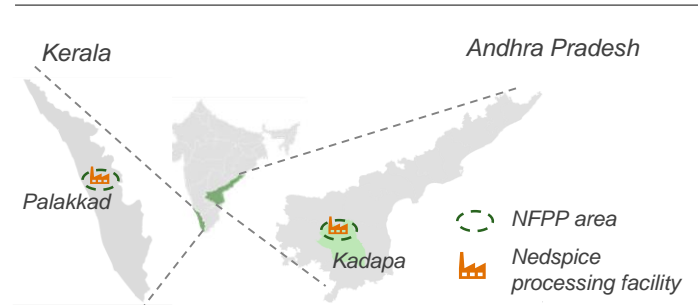 Kerala
Andhra Pradesh
Palakkad
Kadapa
NFPP area
Nedspice
processing facility